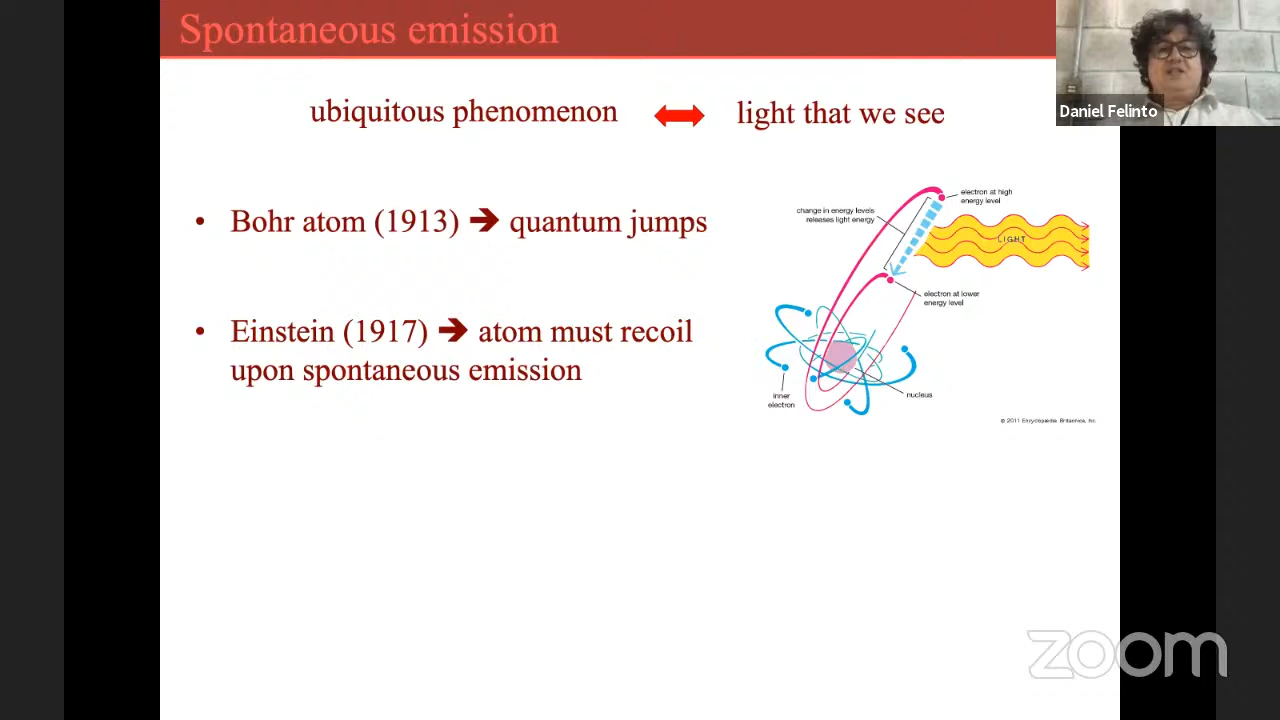 Spontaneous emission
Daniel Felinto
ubiquitous phenomenon
light that we see
• Bohr atom (1913) ➔ quantum jumps
• Einstein (1917) ➔ atom must recoil
upon spontaneous emission
electron at high
energy level
change in energy levels
releases light energy
LIGHT
electron at lower
energy level
inner
electron
nucleus
© 2011 Encyclopædia Britannica, Inc.
zoom